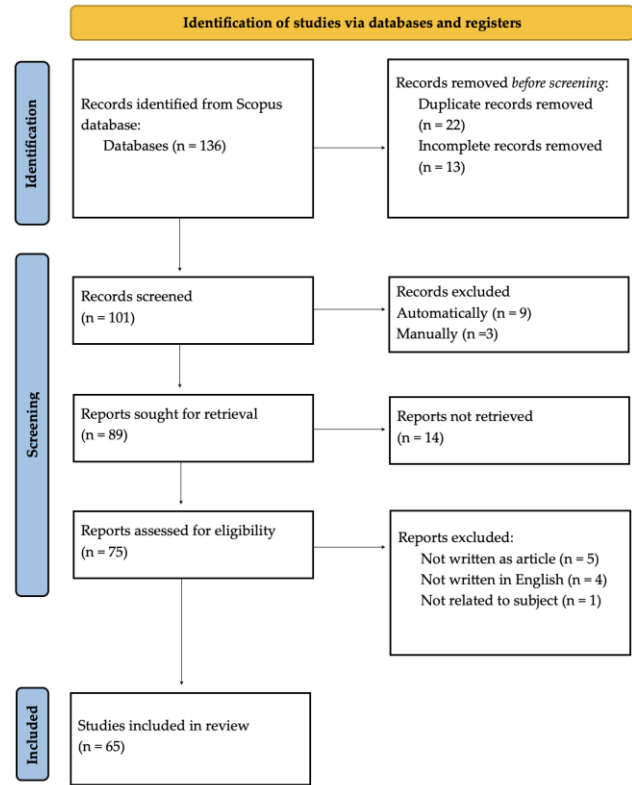 Identification of studies via databases and registers
Identification
Records identified from Scopus
database:
Databases (n = 136)
Records removed before screening:
Duplicate records removed
(n = 22)
Incomplete records removed
(n = 13)
Screening
Records screened
(n = 101)
Records excluded
Automatically (n = 9)
Manually (n =3)
Reports sought for retrieval
(n = 89)
Reports not retrieved
(n = 14)
Reports assessed for eligibility
(n = 75)
Reports excluded:
Not written as article (n = 5)
Not written in English (n = 4)
Not related to subject (n = 1)
Included
Studies included in review
(n = 65)